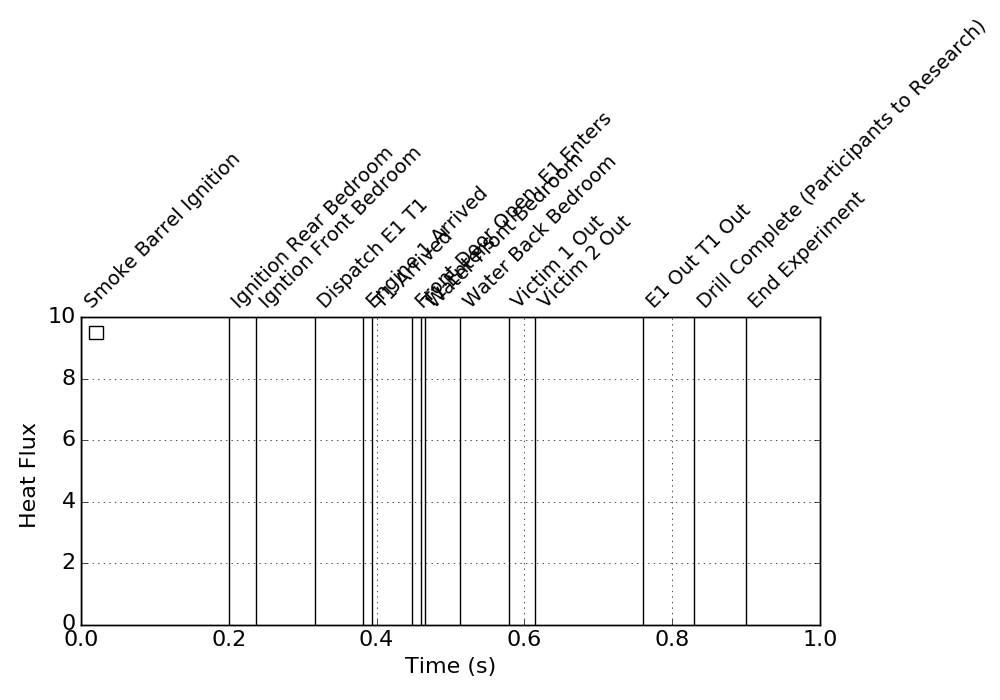 Smoke Barrel Ignition
Ignition Rear Bedroom
Igntion Front Bedroom
Dispatch E1 T1
Engine 1 Arrived
T1 Arrived
Front Door Open, E1 Enters
Water Front Bedroom
Water Back Bedroom
Victim 1 Out
Victim 2 Out
E1 Out T1 Out
Drill Complete (Participants to Research)
End Experiment
Heat Flux
10
8
6
4
2
0
0.0 0.2 0.4 0.6 0.8 1.0
Time (s)